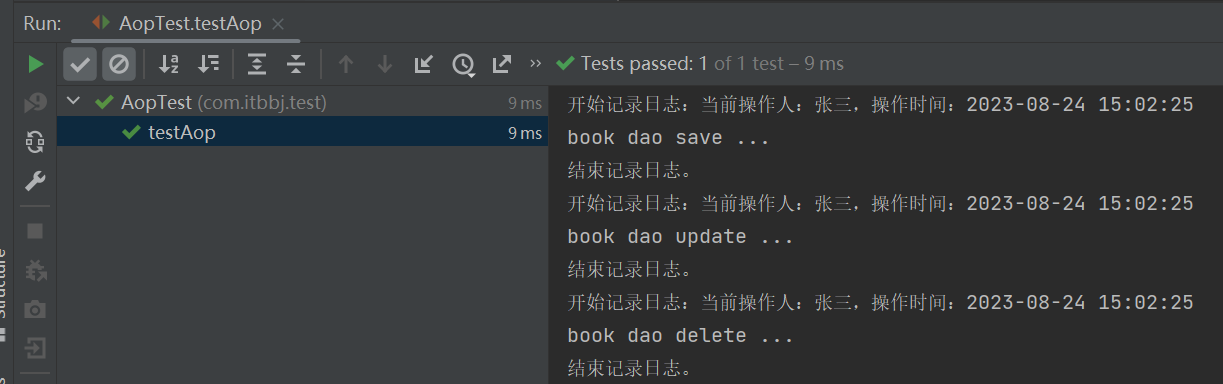 Run: AopTest.testAop ×
Tests passed: 1 of 1 test – 9 ms
AopTest (com.itbbj.test) 9 ms
testAop 9 ms
开始记录日志：当前操作人：张三，操作时间：2023-08-24 15:02:25
book dao save ...
结束记录日志。
开始记录日志：当前操作人：张三，操作时间：2023-08-24 15:02:25
book dao update ...
结束记录日志。
开始记录日志：当前操作人：张三，操作时间：2023-08-24 15:02:25
book dao delete ...
结束记录日志。
Structure